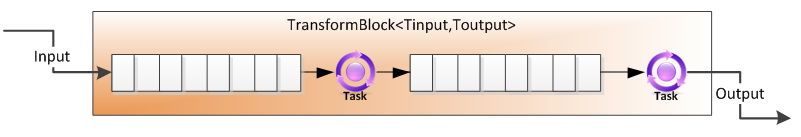 TransformBlock<Tinput,Toutput>
Input
Task
Task
Output